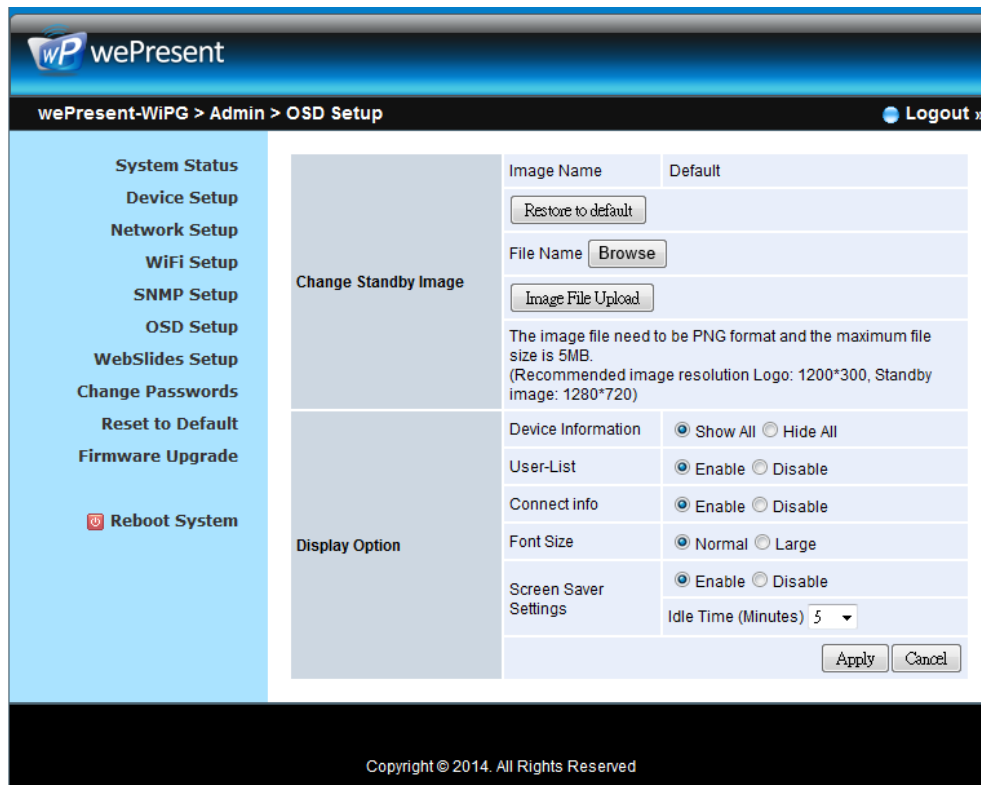 wP wePresent
wePresent-WiPG > Admin > OSD Setup
Logout »
System Status
Device Setup
Network Setup
WiFi Setup
SNMP Setup
OSD Setup
WebSlides Setup
Change Passwords
Reset to Default
Firmware Upgrade
Reboot System
Change Standby Image
Image Name Default
Restore to default
File Name Browse
Image File Upload
The image file need to be PNG format and the maximum file
size is 5MB.
(Recommended image resolution Logo: 1200*300, Standby
image: 1280*720)
Display Option
Device Information Show All Hide All
User-List Enable Disable
Connect info Enable Disable
Font Size Normal Large
Screen Saver
Settings
Enable Disable
Idle Time (Minutes) 5
Apply Cancel
Copyright © 2014. All Rights Reserved